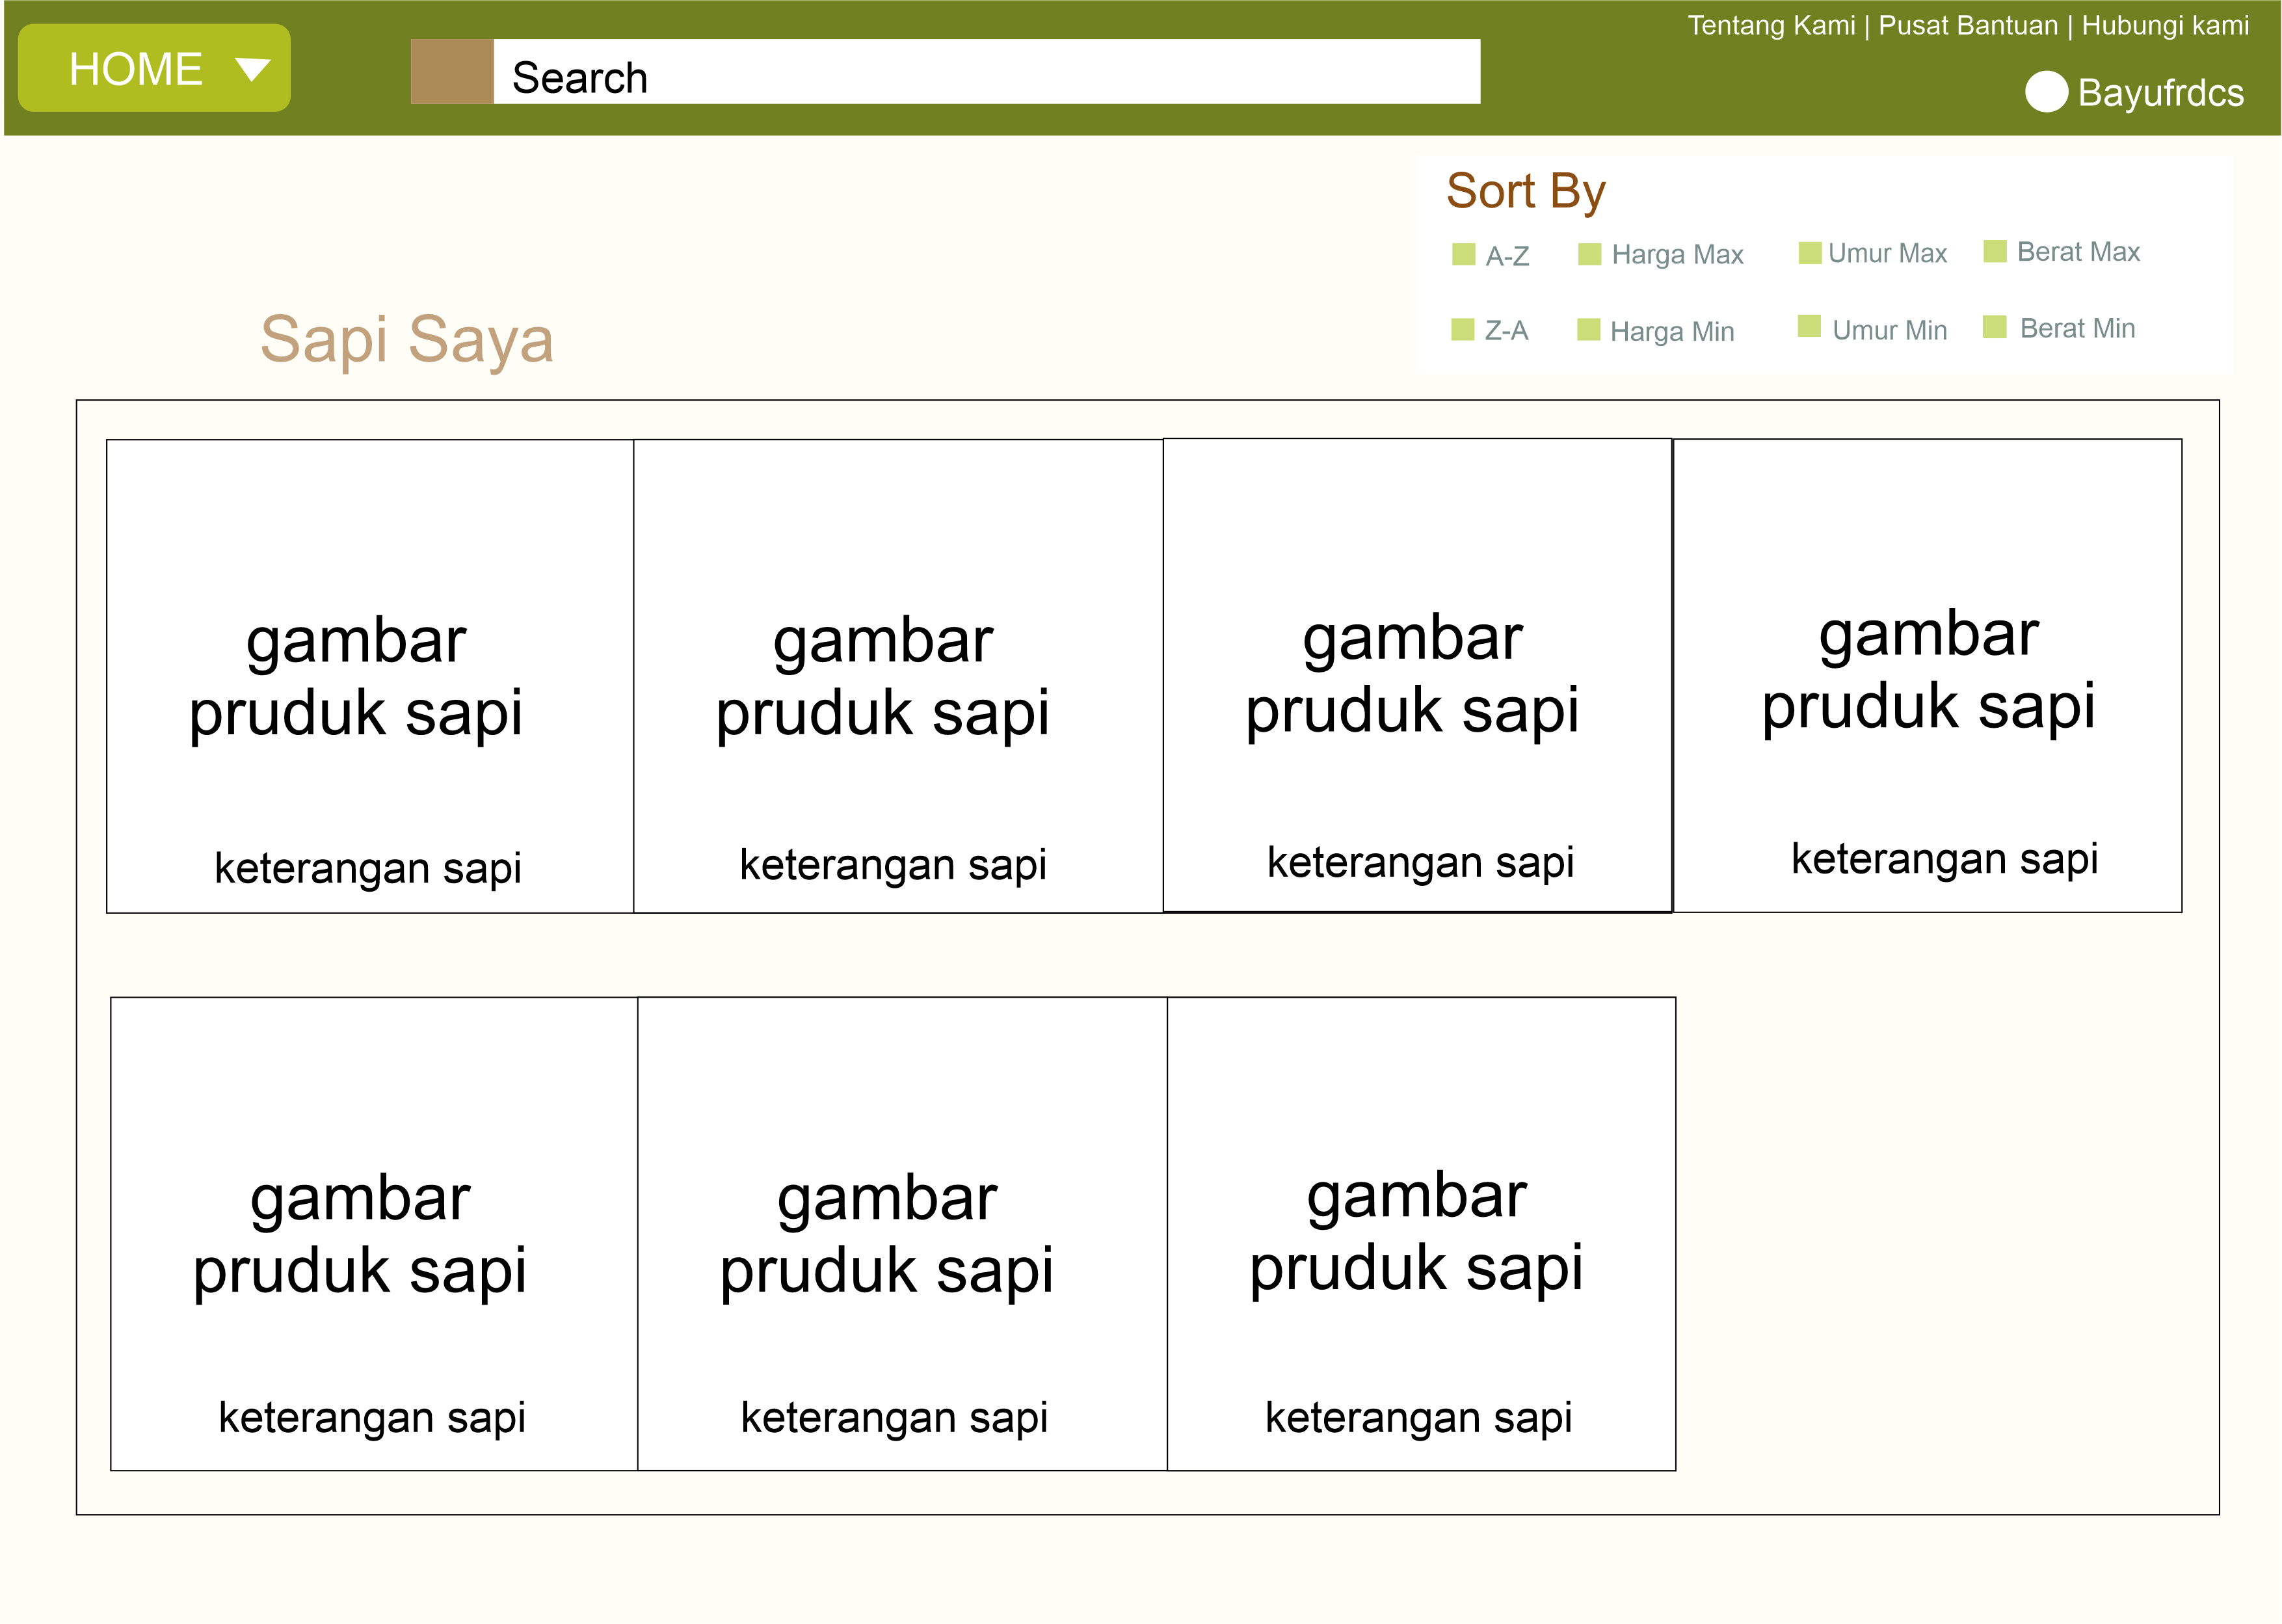 Tentang Kami | Pusat Bantuan | Hubungi kami
HOME
Search
Bayufrdcs
Sort By
A-Z
Harga Max
Umur Max
Berat Max
Z-A
Harga Min
Umur Min
Berat Min
Sapi Saya
gambar
pruduk sapi
keterangan sapi
gambar
pruduk sapi
keterangan sapi
gambar
pruduk sapi
keterangan sapi
gambar
pruduk sapi
keterangan sapi
gambar
pruduk sapi
keterangan sapi
gambar
pruduk sapi
keterangan sapi
gambar
pruduk sapi
keterangan sapi